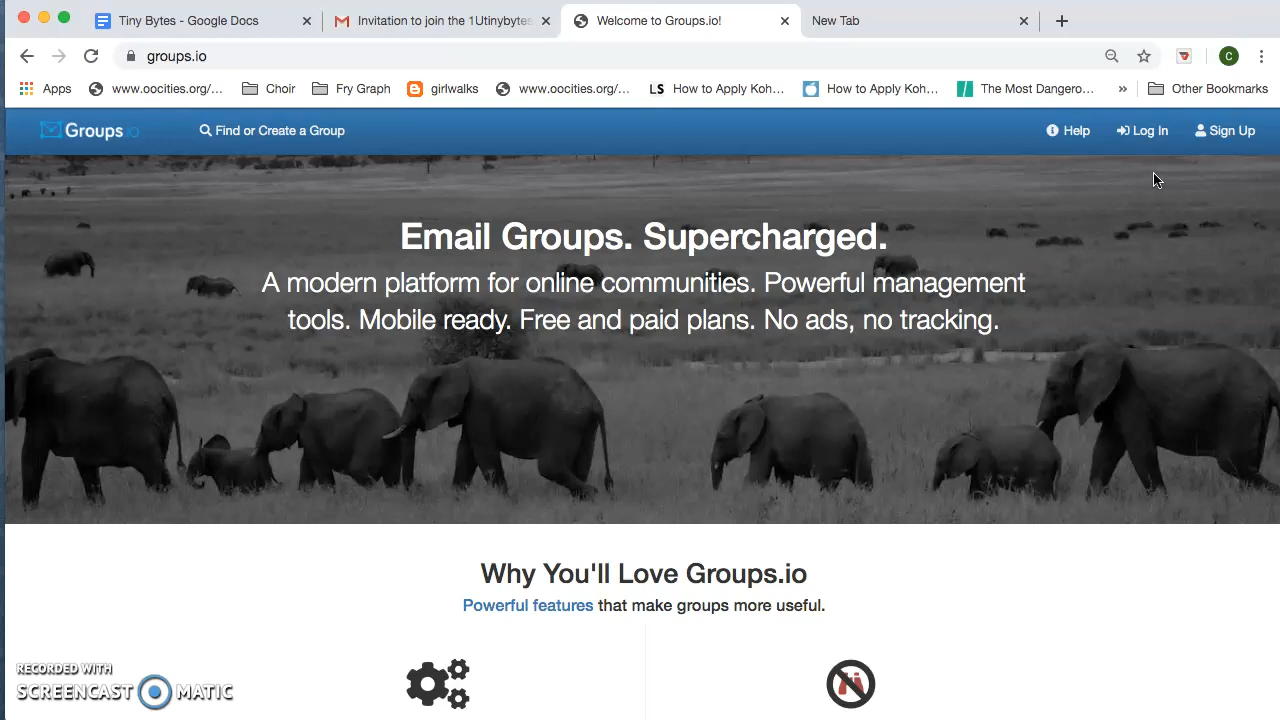 Tiny Bytes - Google Docs
Invitation to join the 1Utinybytes
Welcome to Groups.io!
New Tab
groups.io
C
Apps
www.oocities.org/...
Choir
Fry Graph
girlwalks
www.oocities.org/...
LS How to Apply Koh...
How to Apply Koh...
The Most Dangero...
»
Other Bookmarks
Groups.io
Find or Create a Group
Help
Log In
Sign Up
Email Groups. Supercharged.
A modern platform for online communities. Powerful management
tools. Mobile ready. Free and paid plans. No ads, no tracking.
Why You'll Love Groups.io
Powerful features that make groups more useful.
RECORDED WITH
SCREENCAST MATIC